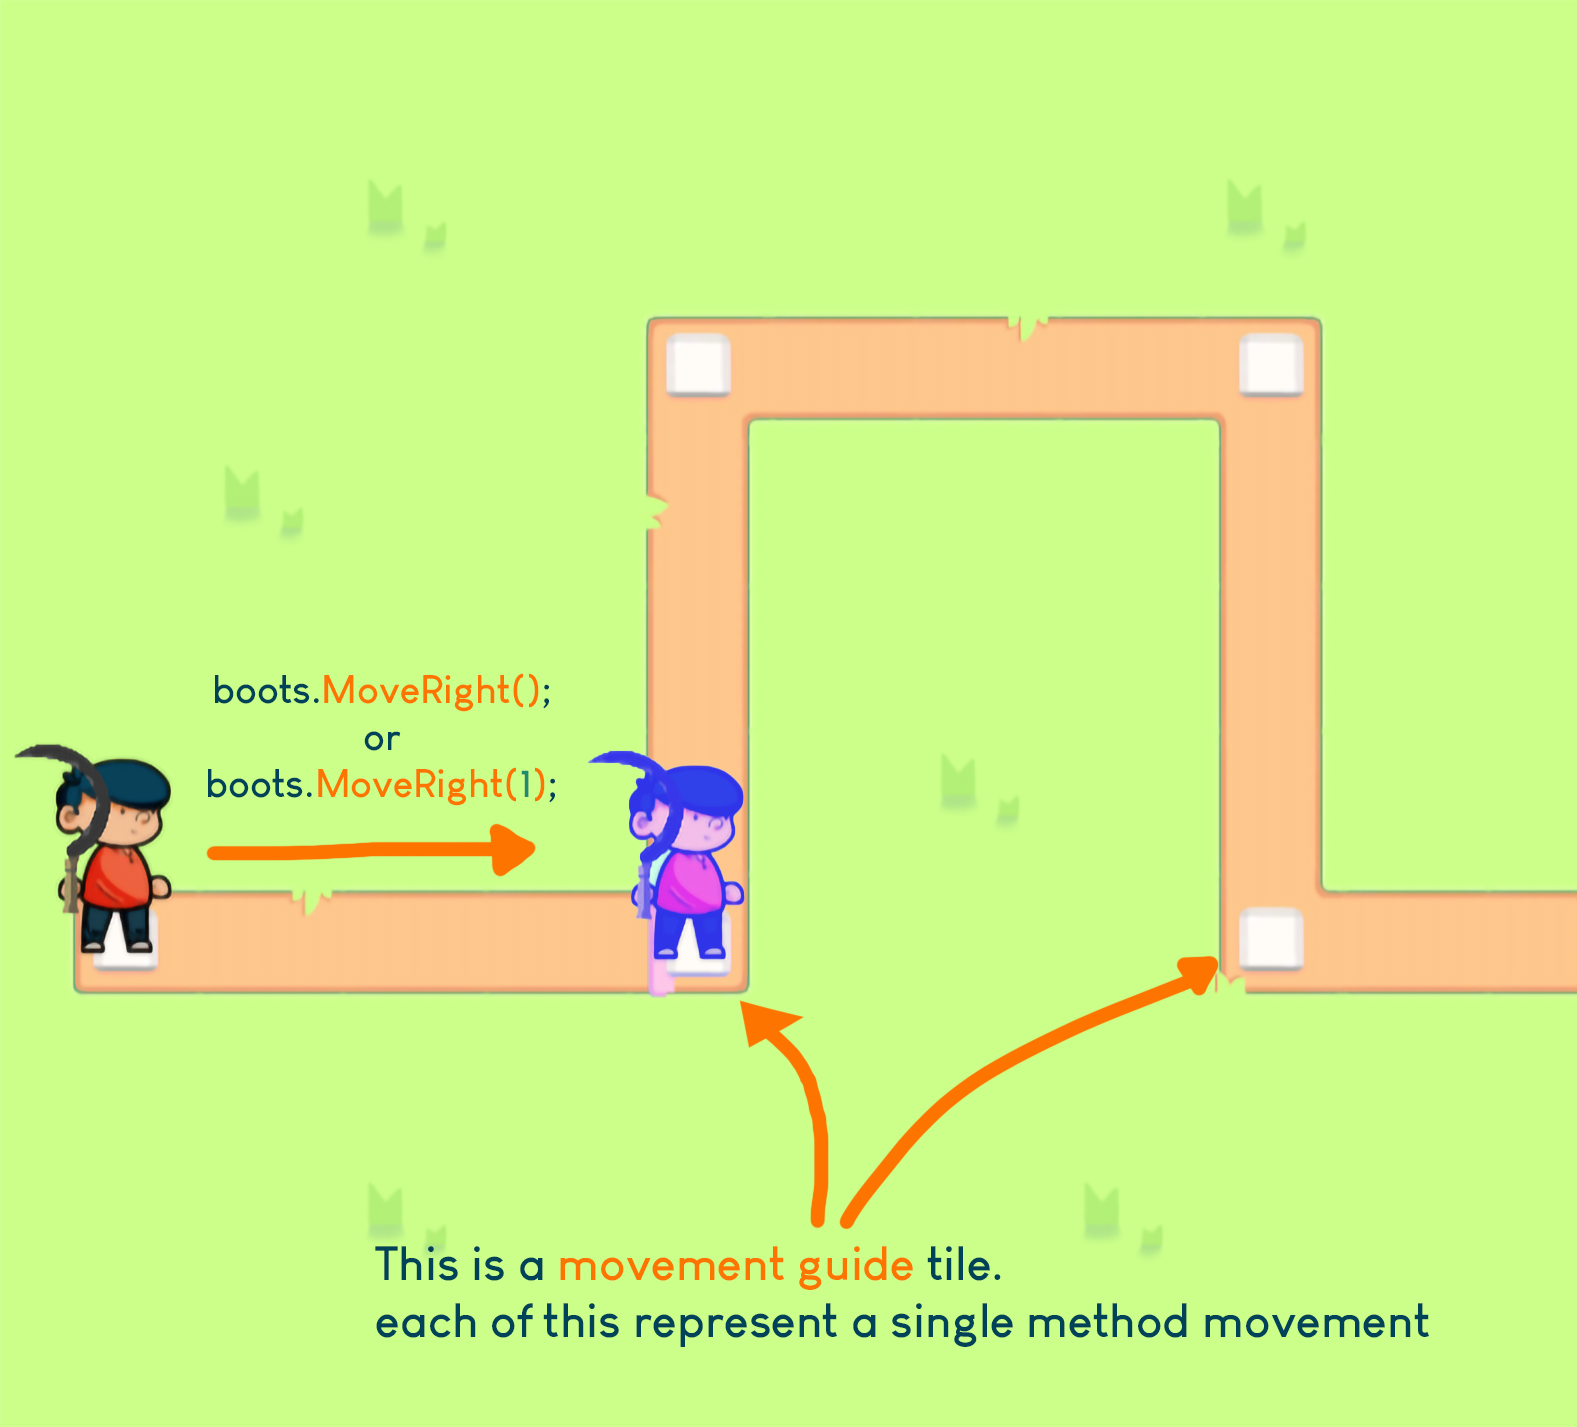 boots.MoveRight();
or
boots.MoveRight(1);
This is a movement guide tile.
each of this represent a single method movement